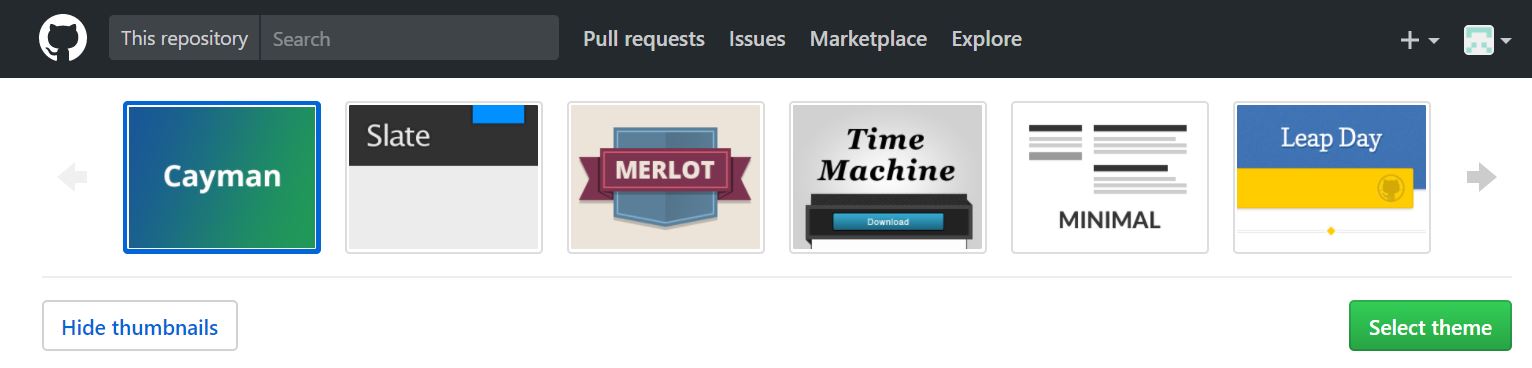 This repository Search Pull requests Issues Marketplace Explore
Cayman
Slate
MERLOT
Time
Machine
Download
MINIMAL
Leap Day
Hide thumbnails Select theme